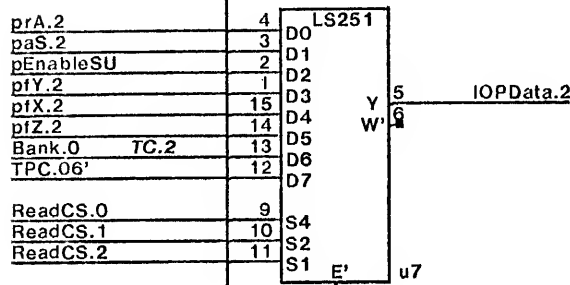 LS251
prA.2 4 D0
paS.2 3 D1
pEnableSU 2 D2
pfY.2 1 D3
pfX.2 15 D4
pfZ.2 14 D5
Bank.0 TC.2 13 D6
TPC.06' 12 D7
Y 5 IOPData.2
W' 6
ReadCS.0 9 S4
ReadCS.1 10 S2
ReadCS.2 11 S1
E' u7